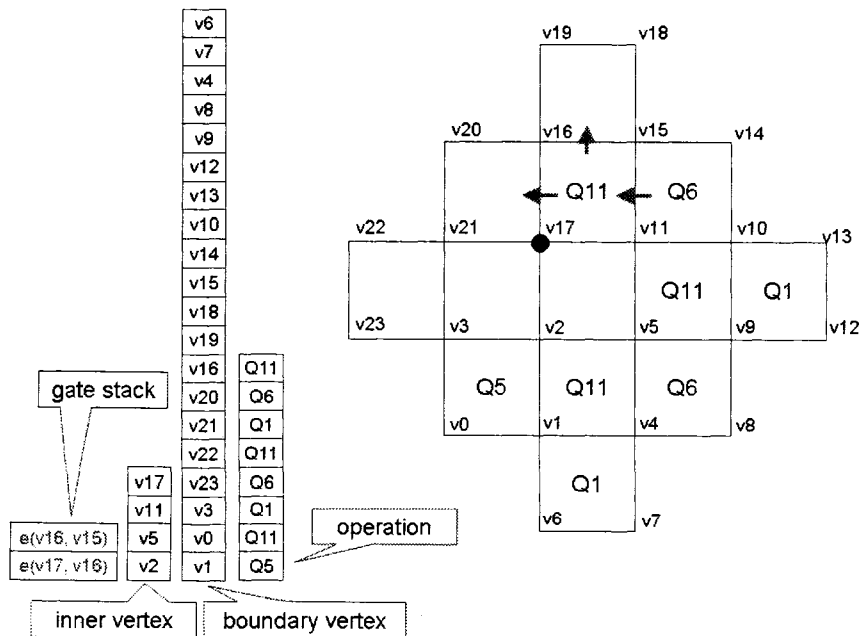 v6
v7
v4
v8
v9
v12
v13
v10
v14
v15
v18
v19
v16 Q11
v20 Q6
v21 Q1
v22 Q11
v17 v23 Q6
v11 v3 Q1
e(v16, v15) v5 v0 Q11
e(v17, v16) v2 v1 Q5
gate stack
operation
inner vertex
boundary vertex
v19 v18
v20 v16 v15 v14
Q11 Q6
v22 v21 v17 v11 v10 v13
Q11 Q1
v23 v3 v2 v5 v9 v12
Q5 Q11 Q6
v0 v1 v4 v8
Q1
v6 v7